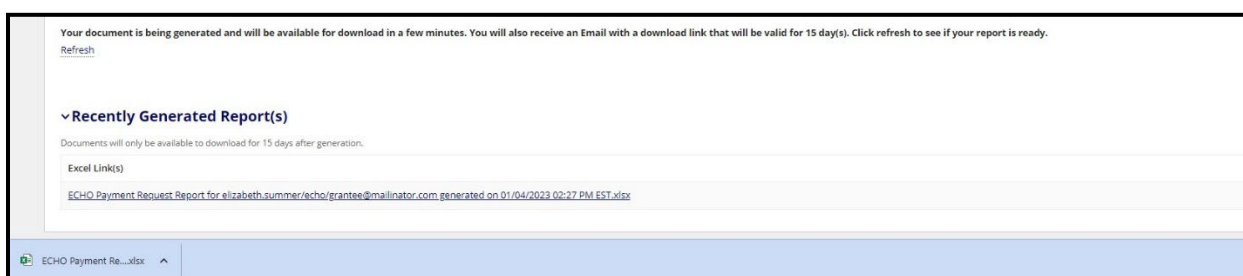 Your document is being generated and will be available for download in a few minutes. You will also receive an Email with a download link that will be valid for 15 day(s). Click refresh to see if your report is ready.
Refresh
Recently Generated Report(s)
Documents will only be available to download for 15 days after generation.
Excel Link(s)
ECHO Payment Request Report for elizabeth.summer/echo/grantee@mailinator.com generated on 01/04/2023 02:27 PM EST.xlsx
ECHO Payment Re....xlsx